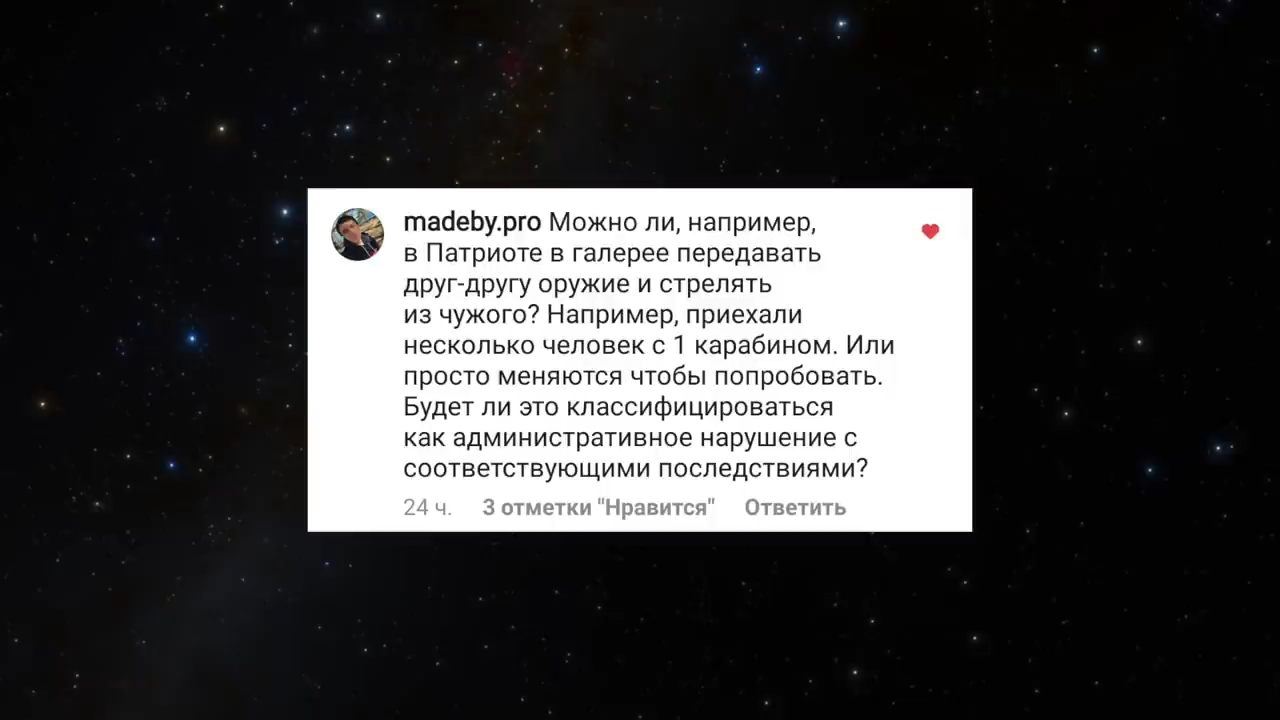 madeby.pro Можно ли, например,
в Патриоте в галерее передавать
друг-другу оружие и стрелять
из чужого? Например, приехали
несколько человек с 1 карабином. Или
просто меняются чтобы попробовать.
Будет ли это классифицироваться
как административное нарушение с
соответствующими последствиями?
24 ч. 3 отметки "Нравится" Ответить